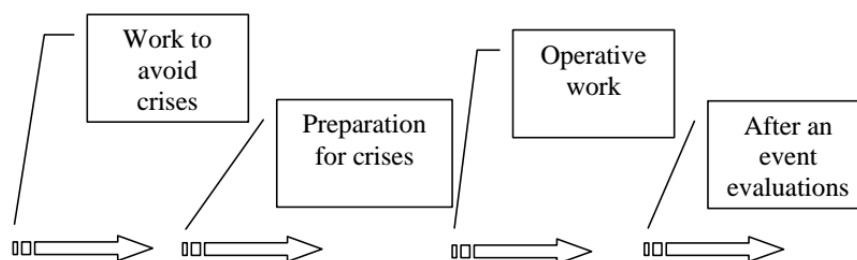 Work to
avoid
crises
Preparation
for crises
Operative
work
After an
event
evaluations